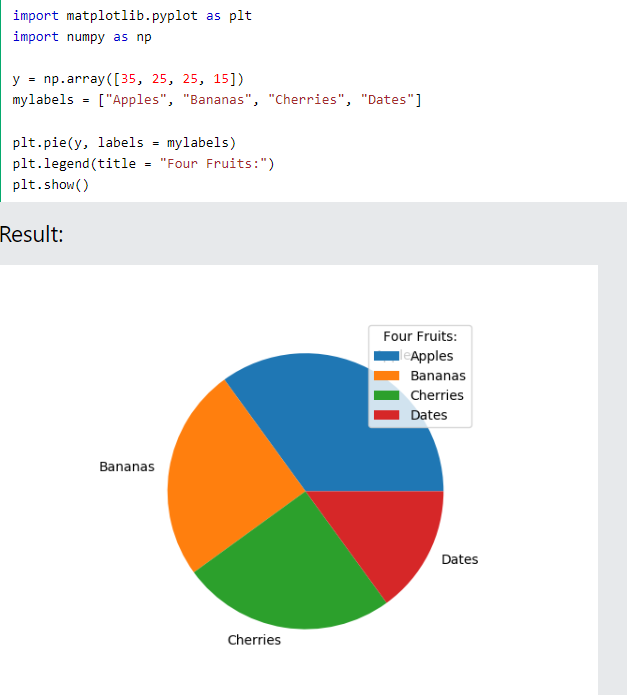 import matplotlib.pyplot as plt
import numpy as np
y = np.array([35, 25, 25, 15])
mylabels = ["Apples", "Bananas", "Cherries", "Dates"]
plt.pie(y, labels = mylabels)
plt.legend(title = "Four Fruits:")
plt.show()
Result:
Four Fruits:
Apples
Bananas
Cherries
Dates
Bananas
Dates
Cherries